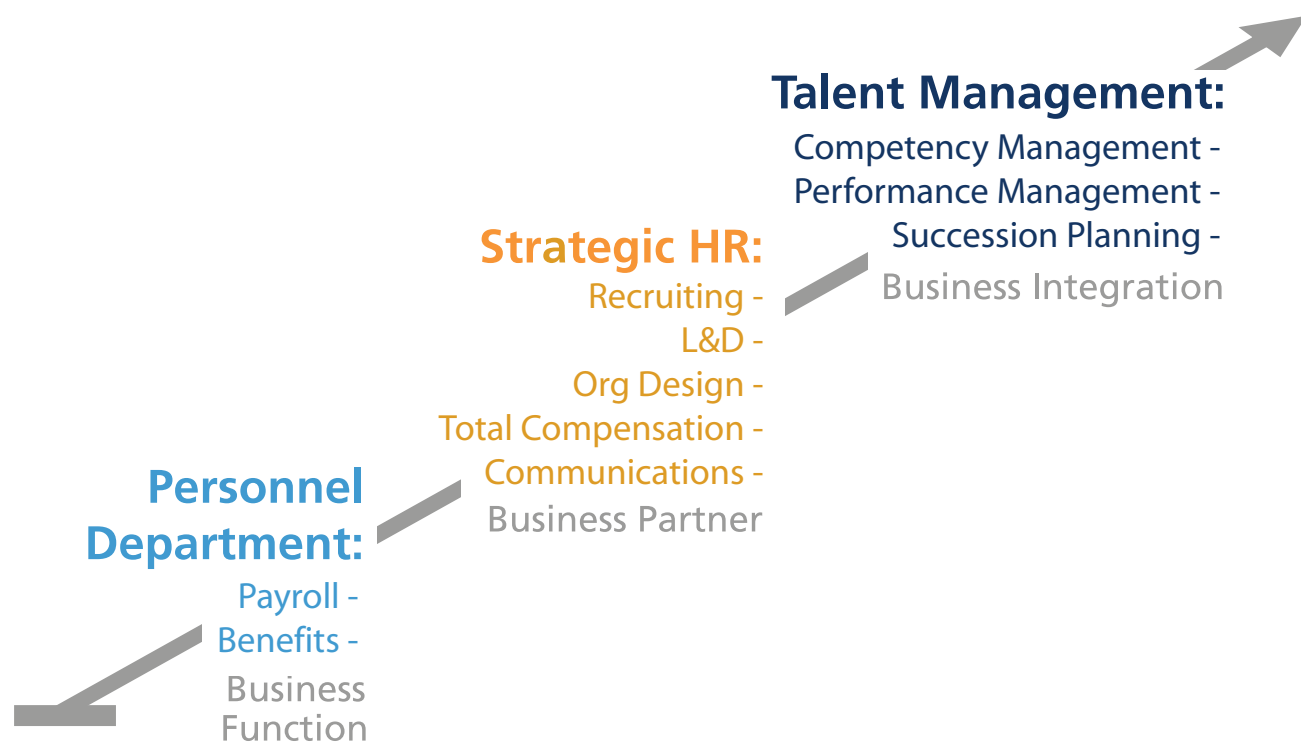 Talent Management:
Competency Management -
Performance Management -
Succession Planning -
Business Integration
Strategic HR:
Recruiting -
L&D -
Org Design -
Total Compensation -
Communications -
Business Partner
Personnel
Department:
Payroll -
Benefits -
Business
Function